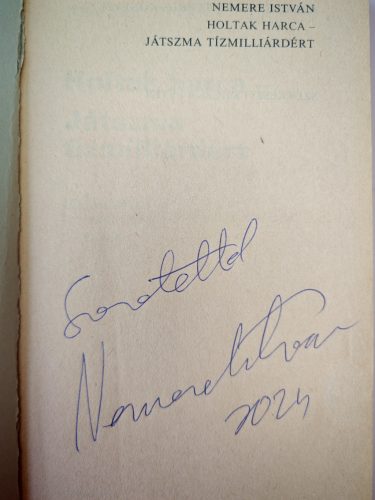 NEMERE ISTVÁN
HOLTAK HARCA –
JÁTSZMA TÍZMILLIÁRDÉRT
Szeretettel
Nemere István
2024